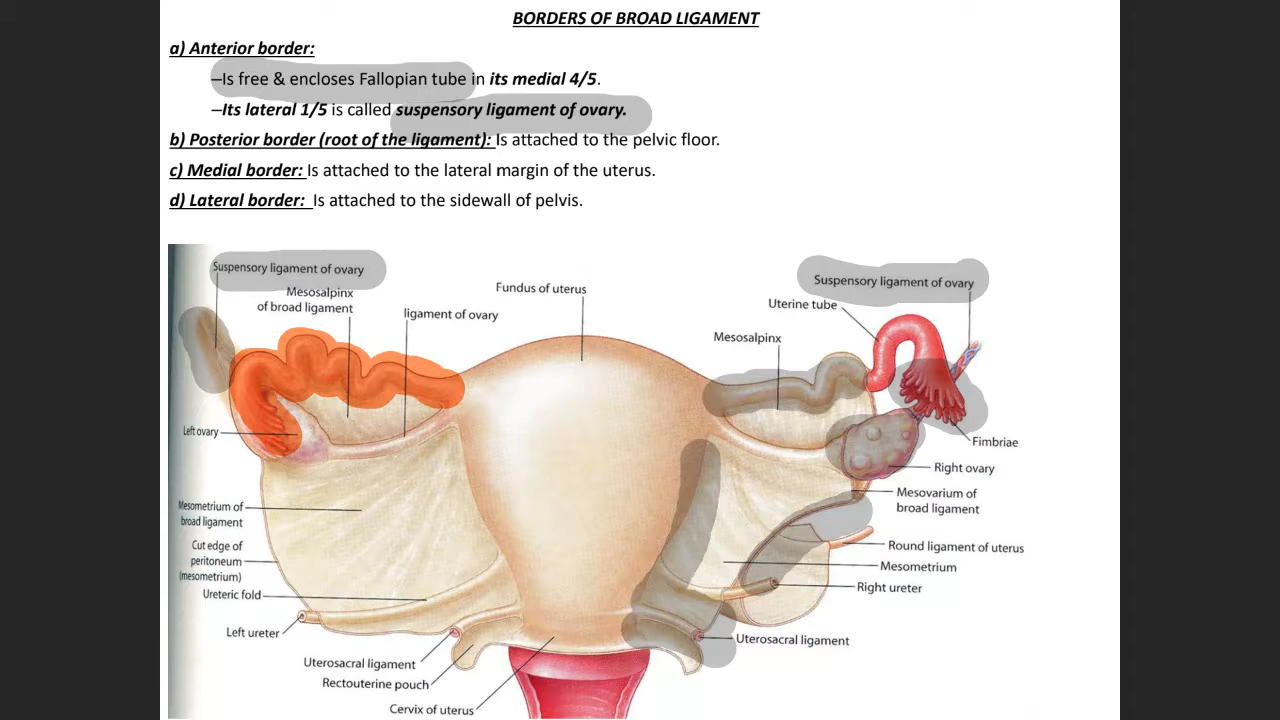 BORDERS OF BROAD LIGAMENT
a) Anterior border:
–Is free & encloses Fallopian tube in its medial 4/5.
–Its lateral 1/5 is called suspensory ligament of ovary.
b) Posterior border (root of the ligament): Is attached to the pelvic floor.
c) Medial border: Is attached to the lateral margin of the uterus.
d) Lateral border: Is attached to the sidewall of pelvis.
Suspensory ligament of ovary
Mesosalpinx
of broad ligament
ligament of ovary
Fundus of uterus
Suspensory ligament of ovary
Uterine tube
Mesosalpinx
Left ovary
Fimbriae
Right ovary
Mesovarium of
broad ligament
Mesometrium of
broad ligament
Cut edge of
peritoneum
(mesometrium)
Round ligament of uterus
Mesometrium
Right ureter
Ureteric fold
Left ureter
Uterosacral ligament
Uterosacral ligament
Rectouterine pouch
Cervix of uterus